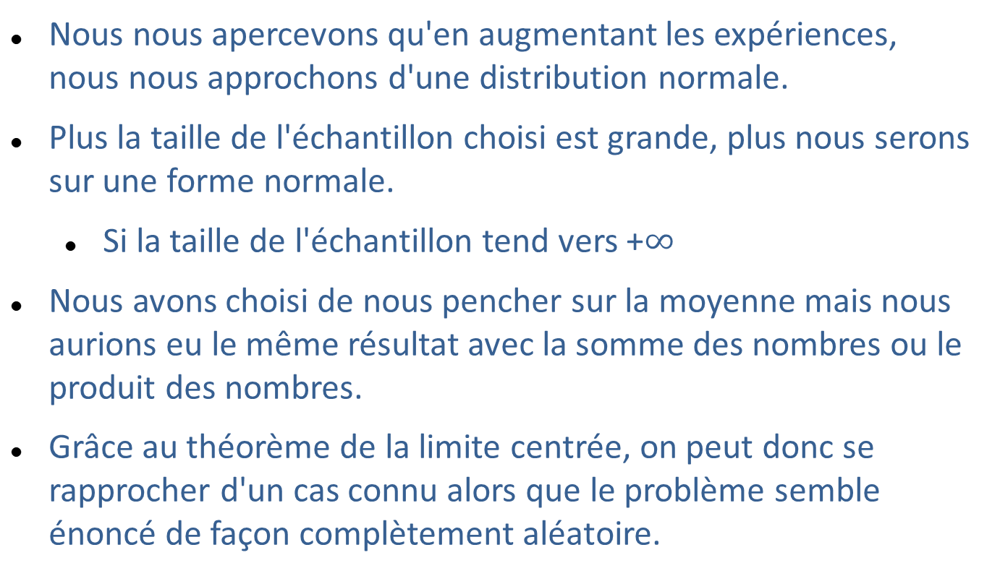 Nous nous apercevons qu'en augmentant les expériences,
nous nous approchons d'une distribution normale.
Plus la taille de l'échantillon choisi est grande, plus nous serons
sur une forme normale.
Si la taille de l'échantillon tend vers +∞
Nous avons choisi de nous pencher sur la moyenne mais nous
aurions eu le même résultat avec la somme des nombres ou le
produit des nombres.
Grâce au théorème de la limite centrée, on peut donc se
rapprocher d'un cas connu alors que le problème semble
énoncé de façon complètement aléatoire.